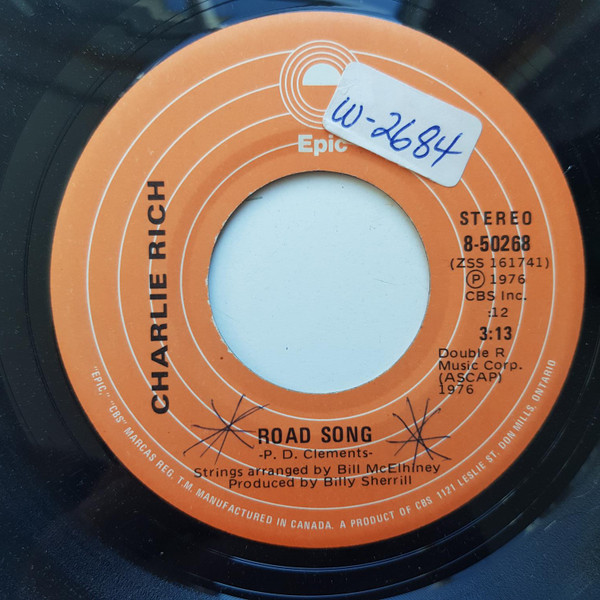 W-2684
Epic
CHARLIE RICH
STEREO
8-50268
(ZSS 161741)
Ⓟ 1976
CBS Inc.
:12
3:13
Double R
Music Corp.
(ASCAP)
1976
ROAD SONG
-P. D. Clements-
Strings arranged by Bill McElhiney
Produced by Billy Sherrill
"EPIC," "CBS" MARCAS REG. T.M. MANUFACTURED IN CANADA. A PRODUCT OF CBS 1121 LESLIE ST. DON MILLS, ONTARIO